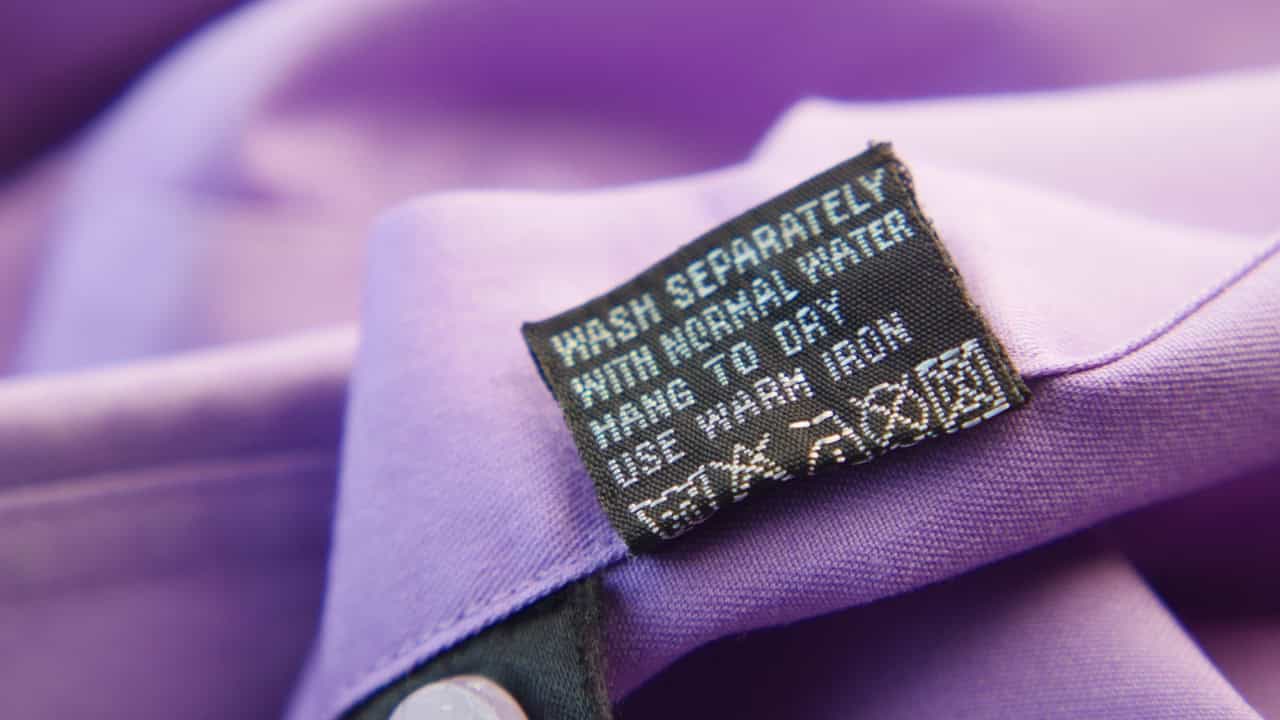 WASH SEPARATELY
WITH NORMAL WATER
HANG TO DAY
USE WARM IRON